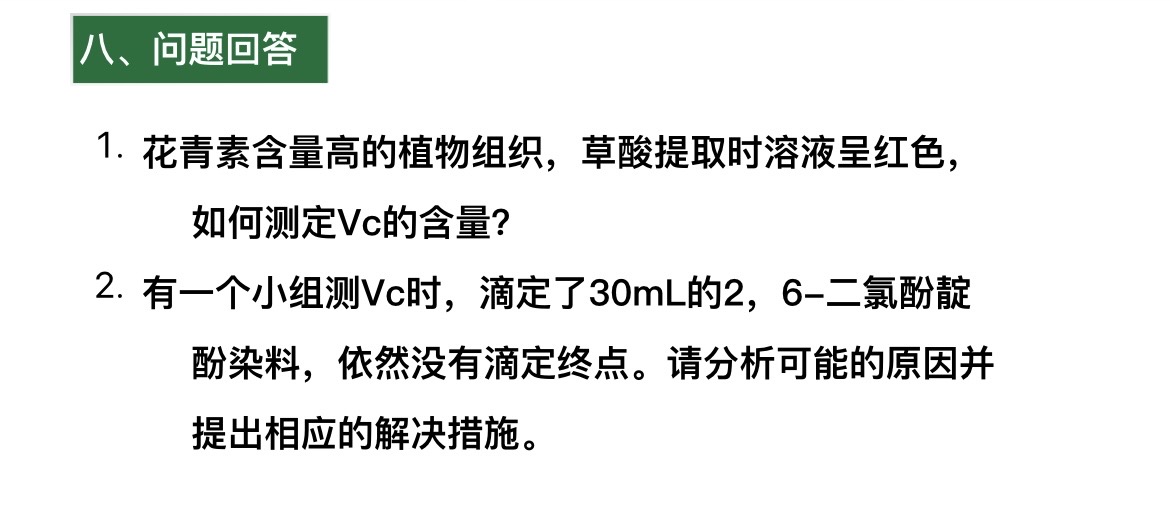 八、问题回答
1. 花青素含量高的植物组织，草酸提取时溶液呈红色，
如何测定Vc的含量？
2. 有一个小组测Vc时，滴定了30mL的2，6-二氯酚靛
酚染料，依然没有滴定终点。请分析可能的原因并
提出相应的解决措施。